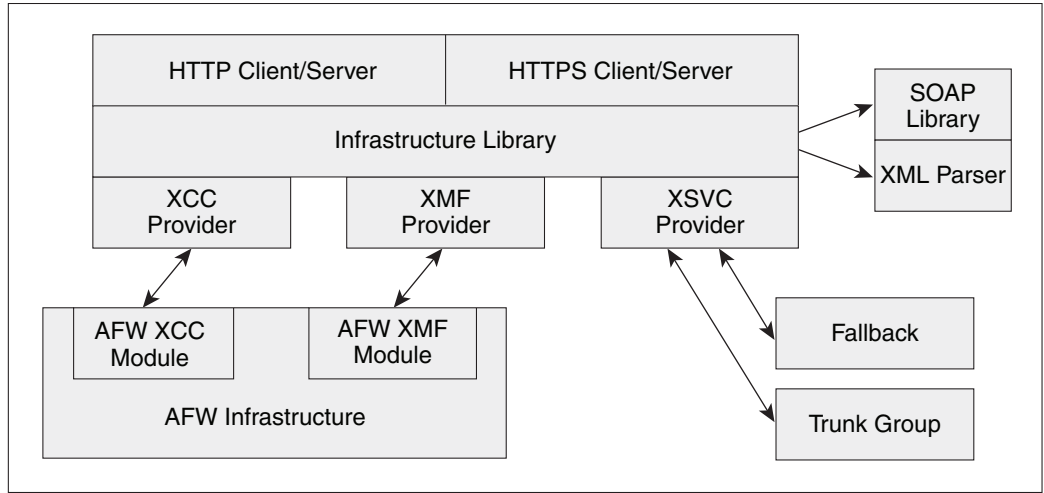 HTTP Client/Server
HTTPS Client/Server
Infrastructure Library
SOAP
Library
XML Parser
XCC
Provider
XMF
Provider
XSVC
Provider
AFW XCC
Module
AFW XMF
Module
AFW Infrastructure
Fallback
Trunk Group